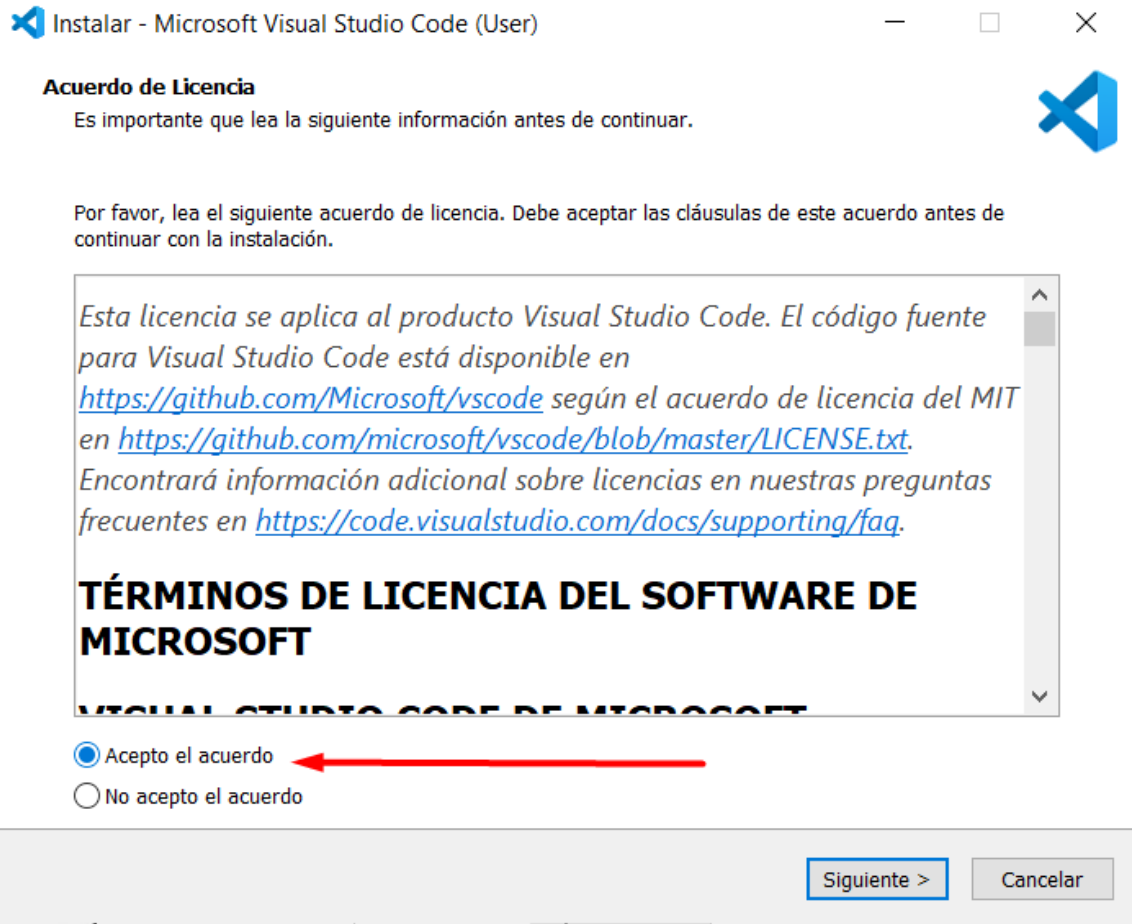 Instalar - Microsoft Visual Studio Code (User)
Acuerdo de Licencia
Es importante que lea la siguiente información antes de continuar.
Por favor, lea el siguiente acuerdo de licencia. Debe aceptar las cláusulas de este acuerdo antes de
continuar con la instalación.
Esta licencia se aplica al producto Visual Studio Code. El código fuente
para Visual Studio Code está disponible en
https://github.com/Microsoft/vscode según el acuerdo de licencia del MIT
en https://github.com/microsoft/vscode/blob/master/LICENSE.txt.
Encontrará información adicional sobre licencias en nuestras preguntas
frecuentes en https://code.visualstudio.com/docs/supporting/faq.
TÉRMINOS DE LICENCIA DEL SOFTWARE DE
MICROSOFT
VISUAL STUDIO CODE DE MICROSOFT
Acepto el acuerdo
No acepto el acuerdo
Siguiente >
Cancelar